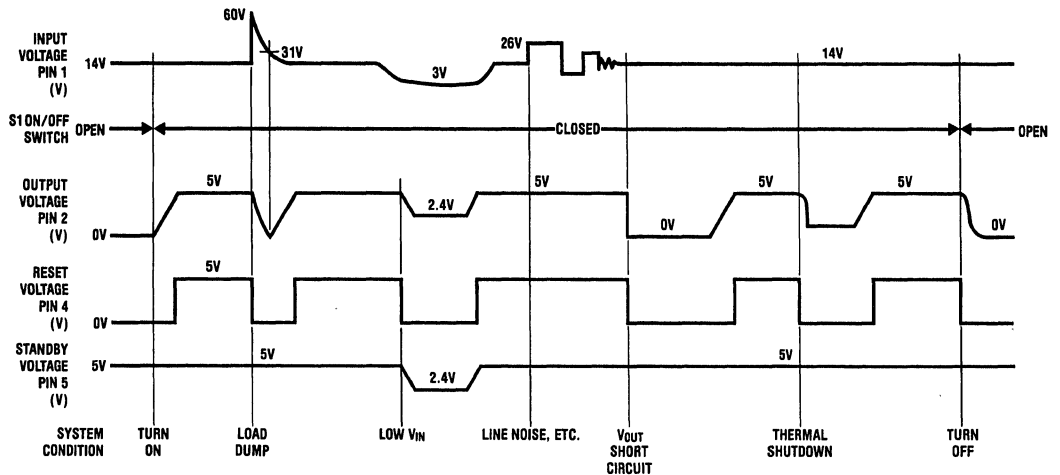 60V
INPUT
VOLTAGE
PIN 1
(V)
14V
31V
3V
26V
14V
S1 ON/OFF
SWITCH
OPEN
CLOSED
OPEN
OUTPUT
VOLTAGE
PIN 2
(V)
0V
5V
2.4V
5V
0V
5V
5V
0V
RESET
VOLTAGE
PIN 4
(V)
0V
5V
STANDBY
VOLTAGE
PIN 5
(V)
5V
5V
2.4V
5V
SYSTEM
CONDITION
TURN
ON
LOAD
DUMP
LOW VIN
LINE NOISE, ETC.
VOUT
SHORT
CIRCUIT
THERMAL
SHUTDOWN
TURN
OFF